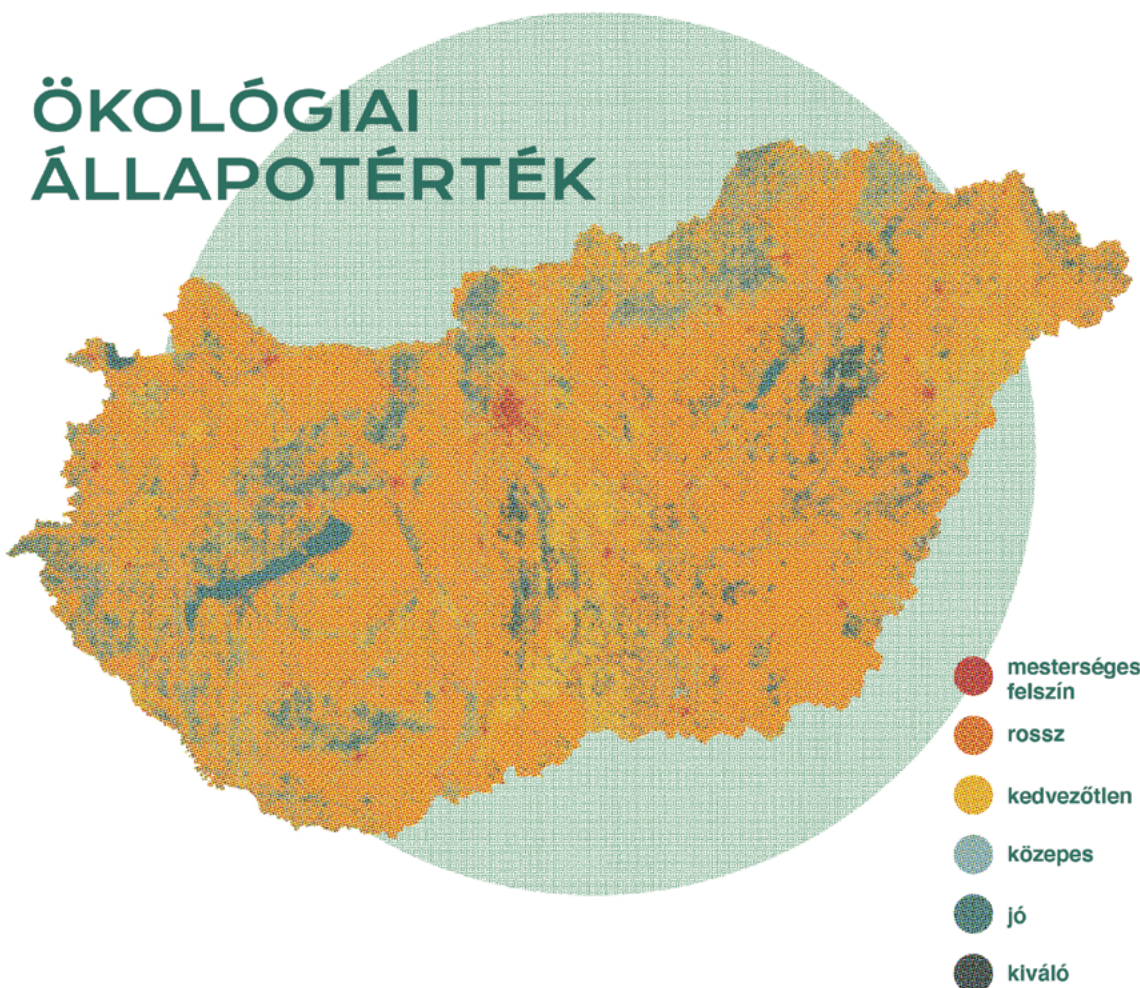 ÖKOLÓGIAI
ÁLLAPOTÉRTÉK
mesterséges
felszín
rossz
kedvezőtlen
közepes
jó
kiváló